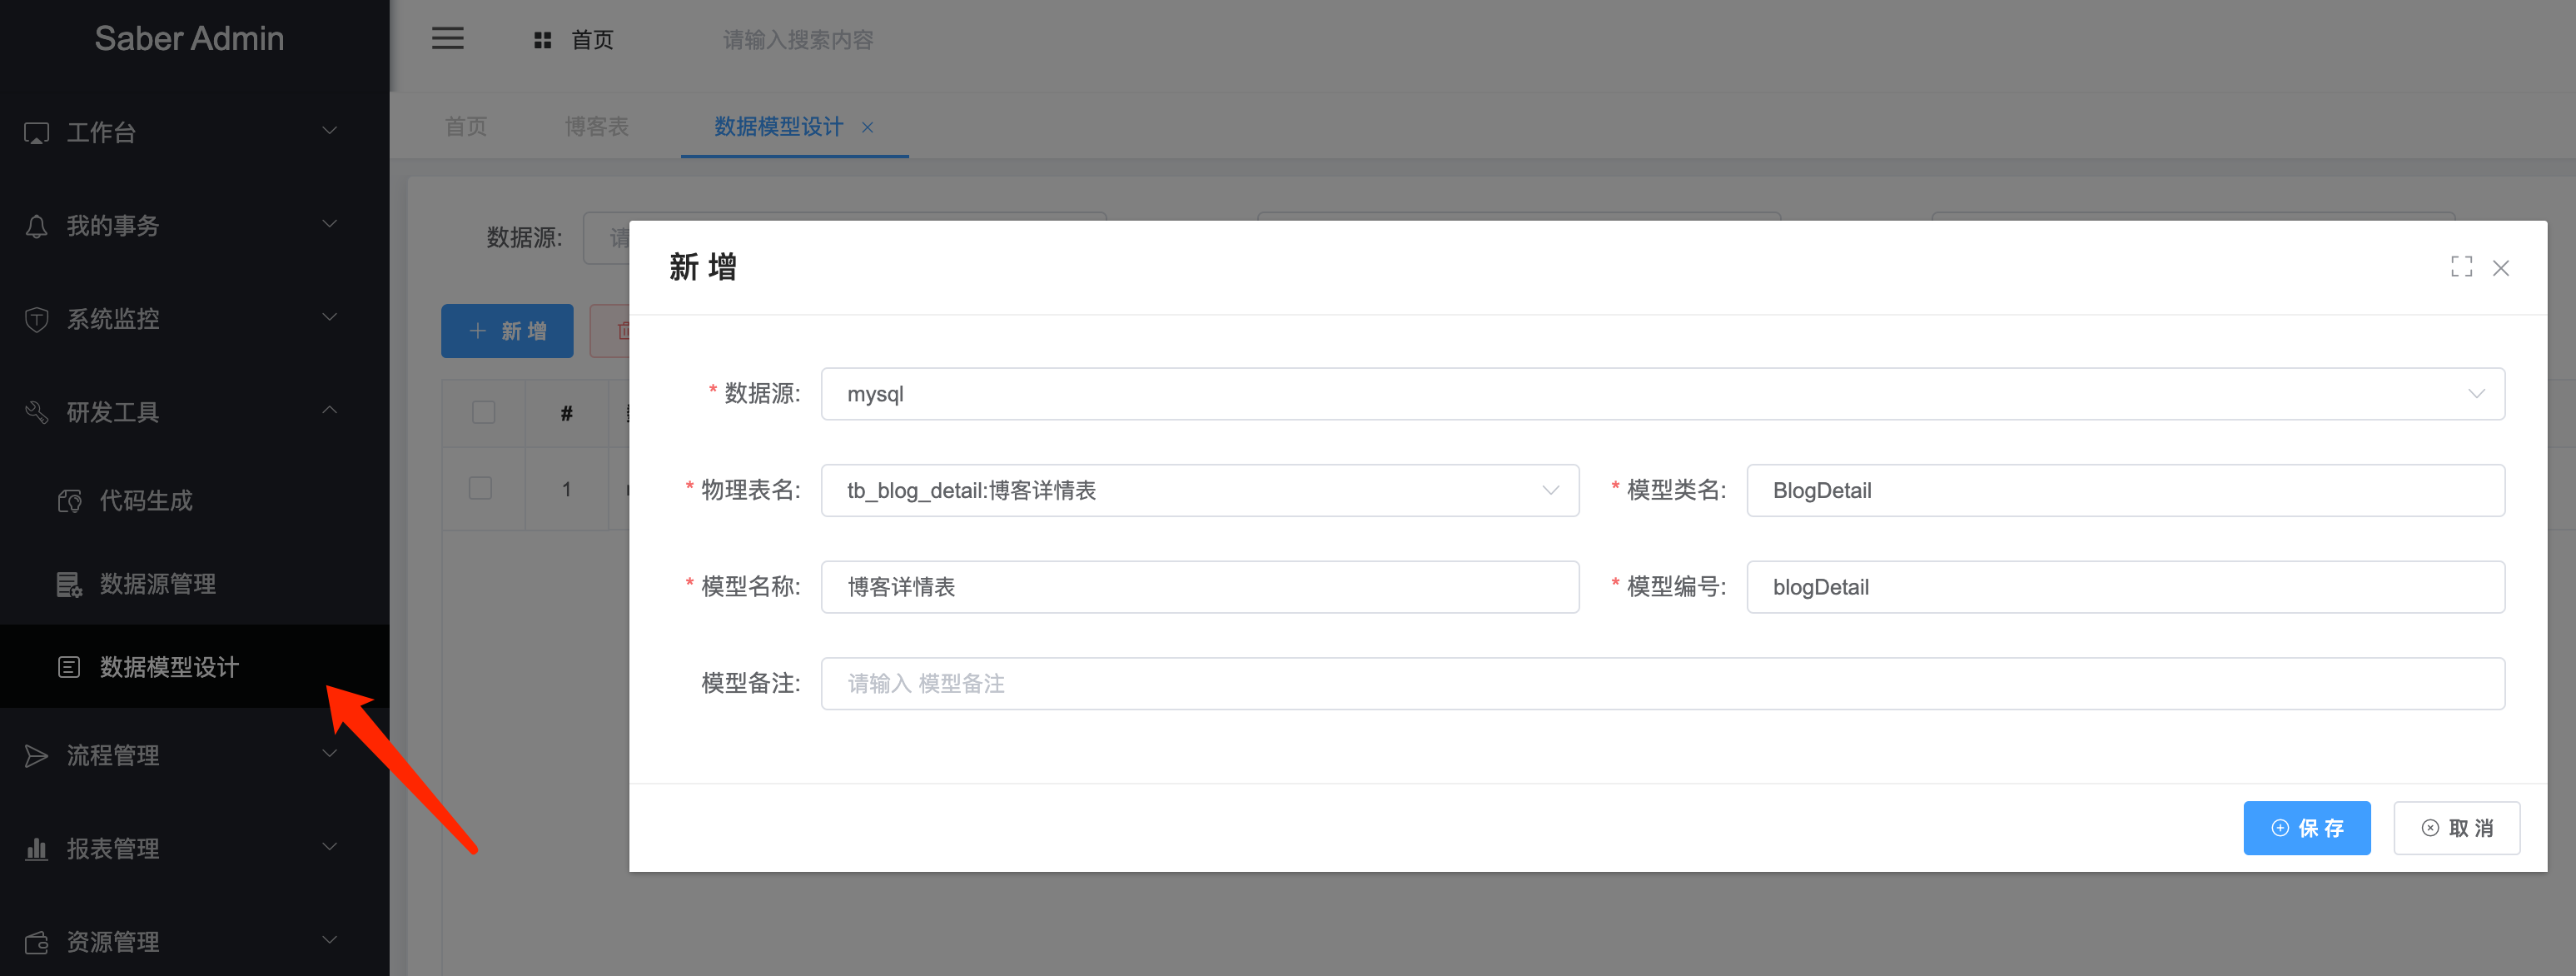 Saber Admin
工作台
我的事务
系统监控
研发工具
代码生成
数据源管理
数据模型设计
流程管理
报表管理
资源管理
首页
请输入搜索内容
首页
博客表
数据模型设计
数据源:
请
新 增
#
1
新 增
* 数据源:
mysql
* 物理表名:
tb_blog_detail:博客详情表
* 模型类名:
BlogDetail
* 模型名称:
博客详情表
* 模型编号:
blogDetail
模型备注:
请输入 模型备注
保 存
取 消